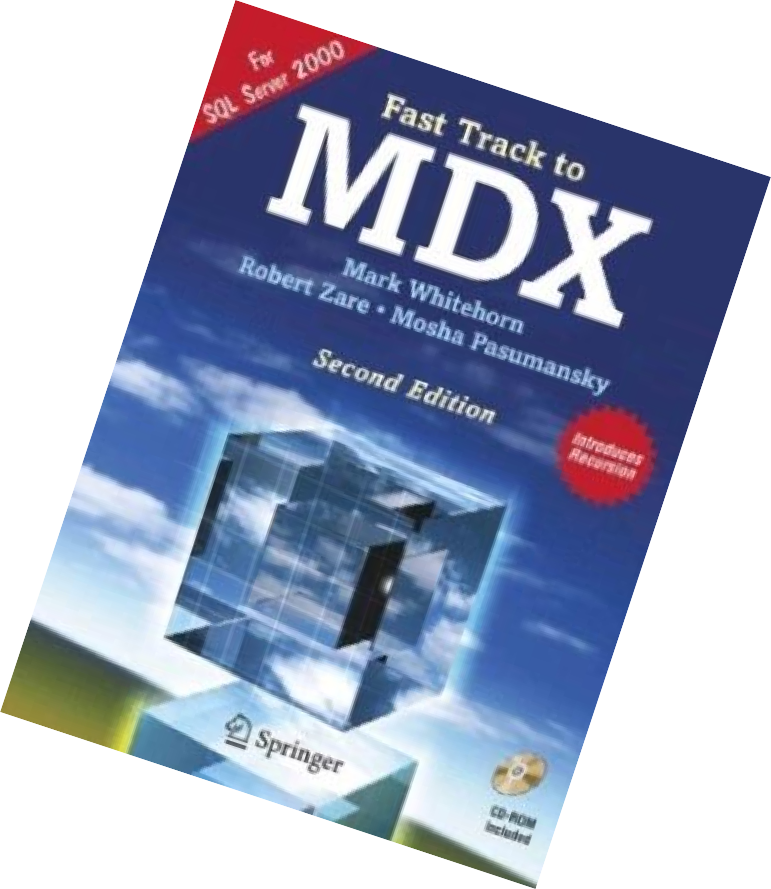 For
SQL Server 2000
Fast Track to
MDX
Mark Whitehorn
Robert Zare • Mosha Pasumansky
Second Edition
Introduces
Recursion
Springer
CD-ROM
Included